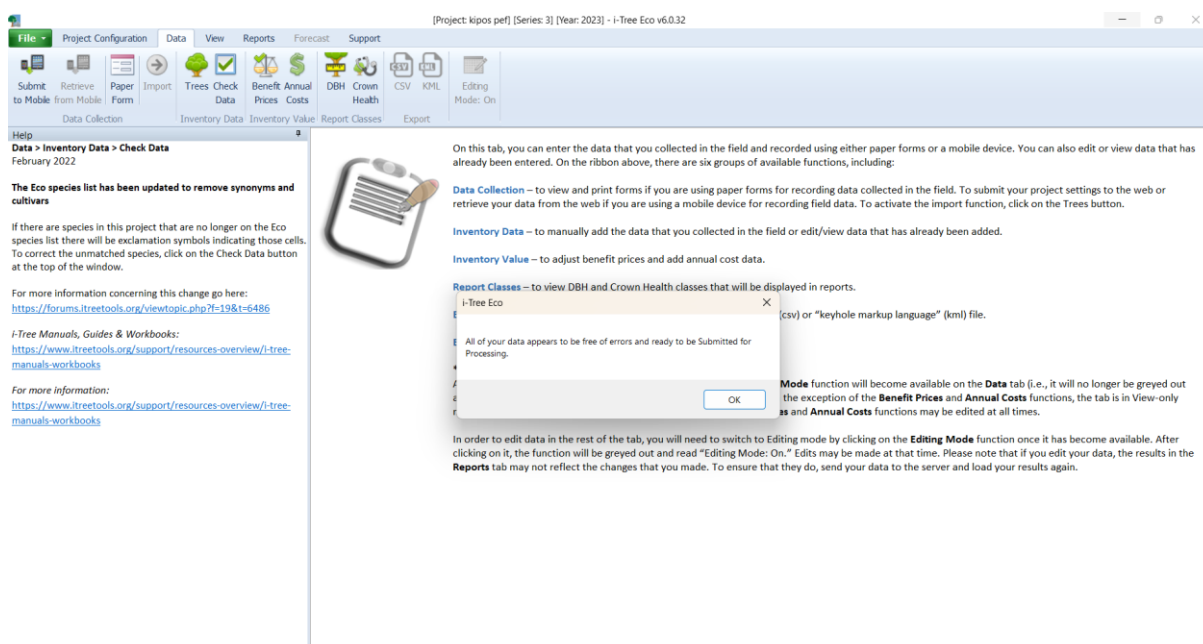 [Project: kipos pef] [Series: 3] [Year: 2023] - i-Tree Eco v6.0.32
File Project Configuration Data View Reports Forecast Support
Submit to Mobile
Retrieve from Mobile
Paper Form
Import
Trees
Check Data
Benefit Prices
Annual Costs
DBH
Crown Health
CSV
KML
Editing Mode: On
Data Collection
Inventory Data
Inventory Value
Report Classes
Export
Help
Data > Inventory Data > Check Data
February 2022
The Eco species list has been updated to remove synonyms and
cultivars
If there are species in this project that are no longer on the Eco
species list there will be exclamation symbols indicating those cells.
To correct the unmatched species, click on the Check Data button
at the top of the window.
For more information concerning this change go here:
https://forums.itreetools.org/viewtopic.php?f=19&t=6486
i-Tree Manuals, Guides & Workbooks:
https://www.itreetools.org/support/resources-overview/i-tree-
manuals-workbooks
For more information:
https://www.itreetools.org/support/resources-overview/i-tree-
manuals-workbooks
On this tab, you can enter the data that you collected in the field and recorded using either paper forms or a mobile device. You can also edit or view data that has
already been entered. On the ribbon above, there are six groups of available functions, including:
Data Collection – to view and print forms if you are using paper forms for recording data collected in the field. To submit your project settings to the web or
retrieve your data from the web if you are using a mobile device for recording field data. To activate the import function, click on the Trees button.
Inventory Data – to manually add the data that you collected in the field or edit/view data that has already been added.
Inventory Value – to adjust benefit prices and add annual cost data.
Report Classes – to view DBH and Crown Health classes that will be displayed in reports.
(csv) or "keyhole markup language" (kml) file.
i-Tree Eco
All of your data appears to be free of errors and ready to be Submitted for
Processing.
OK
Mode function will become available on the Data tab (i.e., it will no longer be greyed out
the exception of the Benefit Prices and Annual Costs functions, the tab is in View-only
es and Annual Costs functions may be edited at all times.
In order to edit data in the rest of the tab, you will need to switch to Editing mode by clicking on the Editing Mode function once it has become available. After
clicking on it, the function will be greyed out and read "Editing Mode: On." Edits may be made at that time. Please note that if you edit your data, the results in the
Reports tab may not reflect the changes that you made. To ensure that they do, send your data to the server and load your results again.